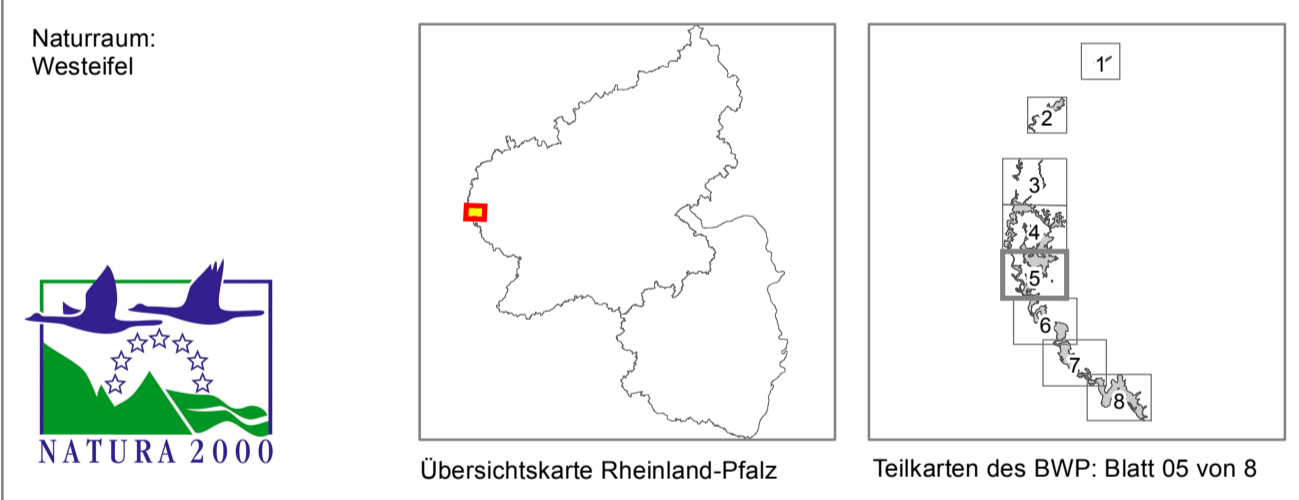 Naturraum:
Westeifel
NATURA 2000
Übersichtskarte Rheinland-Pfalz
1
2
3
4
5
6
7
8
Teilkarten des BWP: Blatt 05 von 8